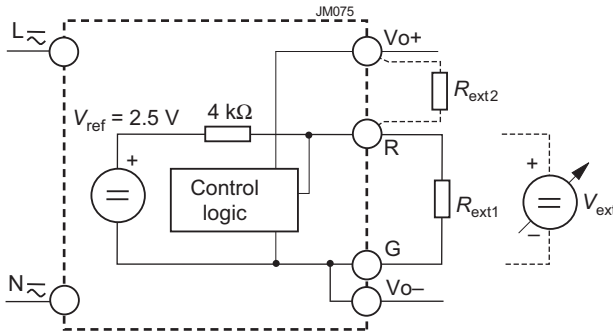 JM075
L
Vo+
Rext2
Vref = 2.5 V
4 kΩ
+
R
Control
logic
Rext1
+
Vext
–
G
N
Vo–